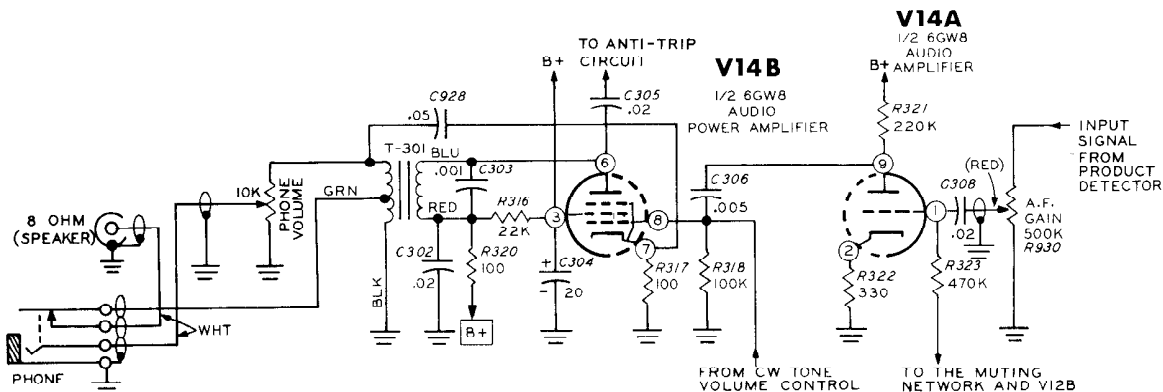 V14A
1/2 6GW8
AUDIO
AMPLIFIER
B+
TO ANTI-TRIP
CIRCUIT
B+
V14B
1/2 6GW8
AUDIO
POWER AMPLIFIER
C305
.02
R321
220K
C928
.05
T-301
BLU
.001
C303
6
9
INPUT
SIGNAL
FROM
PRODUCT
DETECTOR
(RED)
C306
.005
C308
.02
1
A.F.
GAIN
500K
R930
10K
PHONE
VOLUME
GRN
RED
R316
22K
3
8
7
2
8 OHM
(SPEAKER)
C302
.02
R320
100
+
C304
-
20
R317
100
R318
100K
R322
330
R323
470K
BLK
B+
WHT
PHONE
FROM CW TONE
VOLUME CONTROL
TO THE MUTING
NETWORK AND V12B